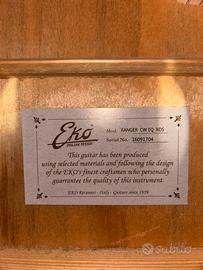 Eko
ITALIAN DESIGN
Model: RANGER CW EQ RDS
Serial No.: 16091704
This guitar has been produced
using selected materials and following the design
of the EKO's finest craftsmen who personally
guarantee the quality of this instrument.
EKO Recanati - Italy - Guitars since 1959
subito